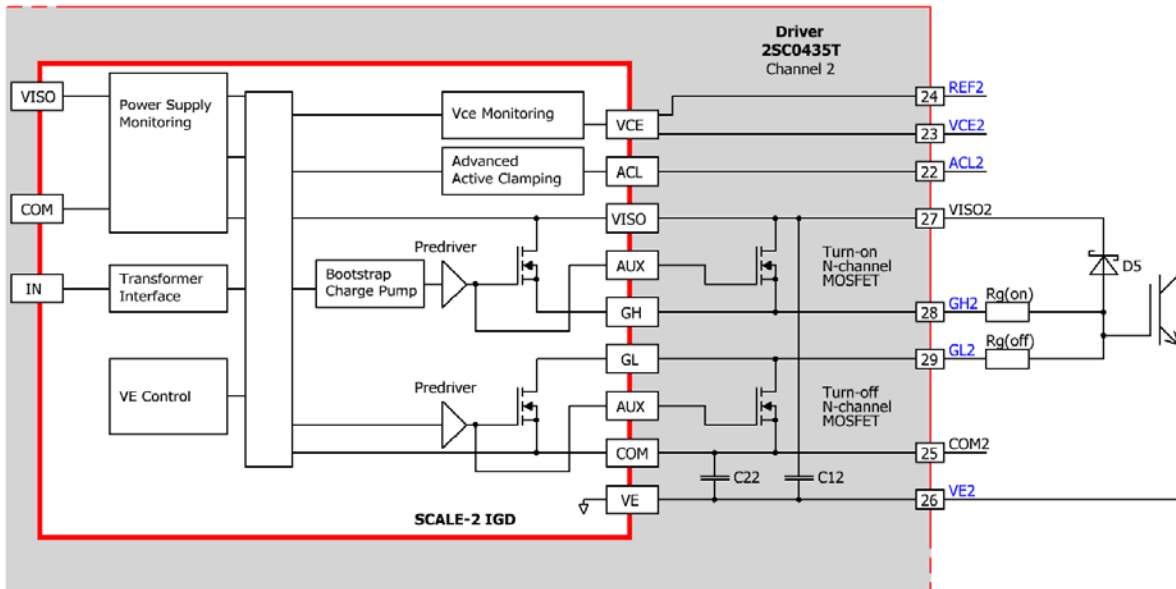 Driver
2SC0435T
Channel 2
VISO
Power Supply
Monitoring
Vce Monitoring
VCE
24
REF2
23
VCE2
Advanced
Active Clamping
ACL
22
ACL2
COM
VISO
27
VISO2
Predriver
AUX
Turn-on
N-channel
MOSFET
D5
IN
Transformer
Interface
Bootstrap
Charge Pump
GH
28
GH2
Rg(on)
GL
29
GL2
Rg(off)
VE Control
Predriver
AUX
Turn-off
N-channel
MOSFET
COM
25
COM2
C22
C12
VE
26
VE2
SCALE-2 IGD